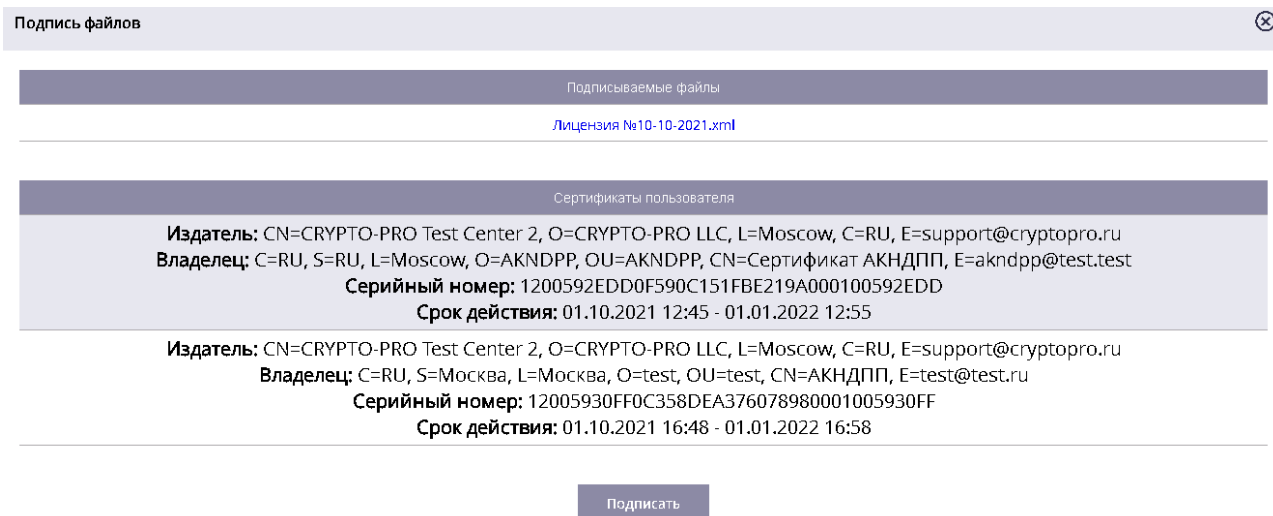 Подпись файлов
Подписываемые файлы
Лицензия №10-10-2021.xml
Сертификаты пользователя
Издатель: CN=CRYPTO-PRO Test Center 2, O=CRYPTO-PRO LLC, L=Moscow, C=RU, E=support@cryptopro.ru
Владелец: C=RU, S=RU, L=Moscow, O=AKNDPP, OU=AKNDPP, CN=Сертификат АКНДПП, E=akndpp@test.test
Серийный номер: 1200592EDD0F590C151FBE219A000100592EDD
Срок действия: 01.10.2021 12:45 - 01.01.2022 12:55
Издатель: CN=CRYPTO-PRO Test Center 2, O=CRYPTO-PRO LLC, L=Moscow, C=RU, E=support@cryptopro.ru
Владелец: C=RU, S=Москва, L=Москва, O=test, OU=test, CN=АКНДПП, E=test@test.ru
Серийный номер: 12005930FF0C358DEA376078980001005930FF
Срок действия: 01.10.2021 16:48 - 01.01.2022 16:58
Подписать